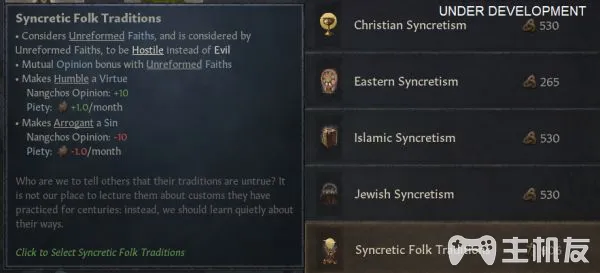 Syncretic Folk Traditions
• Considers Unreformed Faiths, and is considered by
Unreformed Faiths, to be Hostile instead of Evil
• Mutual Opinion bonus with Unreformed Faiths
• Makes Humble a Virtue
Nangchos Opinion: +10
Piety: +1.0/month
• Makes Arrogant a Sin
Nangchos Opinion: -10
Piety: -1.0/month
Who are we to tell others that their traditions are untrue? It
is not our place to lecture them about customs they have
practiced for centuries: instead, we should learn quietly about
their ways.
Click to Select Syncretic Folk Traditions
UNDER DEVELOPMENT
Christian Syncretism 530
Eastern Syncretism 265
Islamic Syncretism 530
Jewish Syncretism 530
Syncretic Folk Traditions
主机友